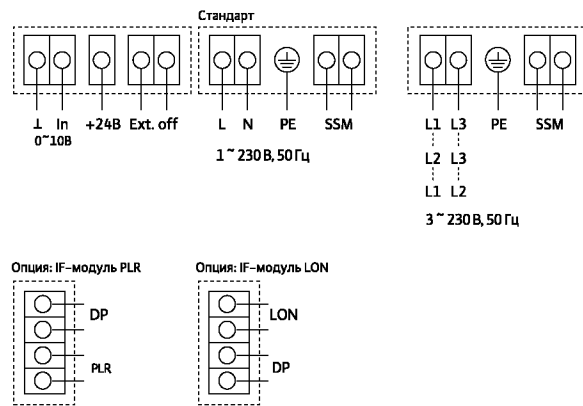 Стандарт
⊥ In +24В Ext. off L N PE SSM L1 L3 PE SSM
0~10В
1~230 В, 50 Гц
L2 L3
L1 L2
3~230 В, 50 Гц
Опция: IF-модуль PLR Опция: IF-модуль LON
DP LON
PLR DP